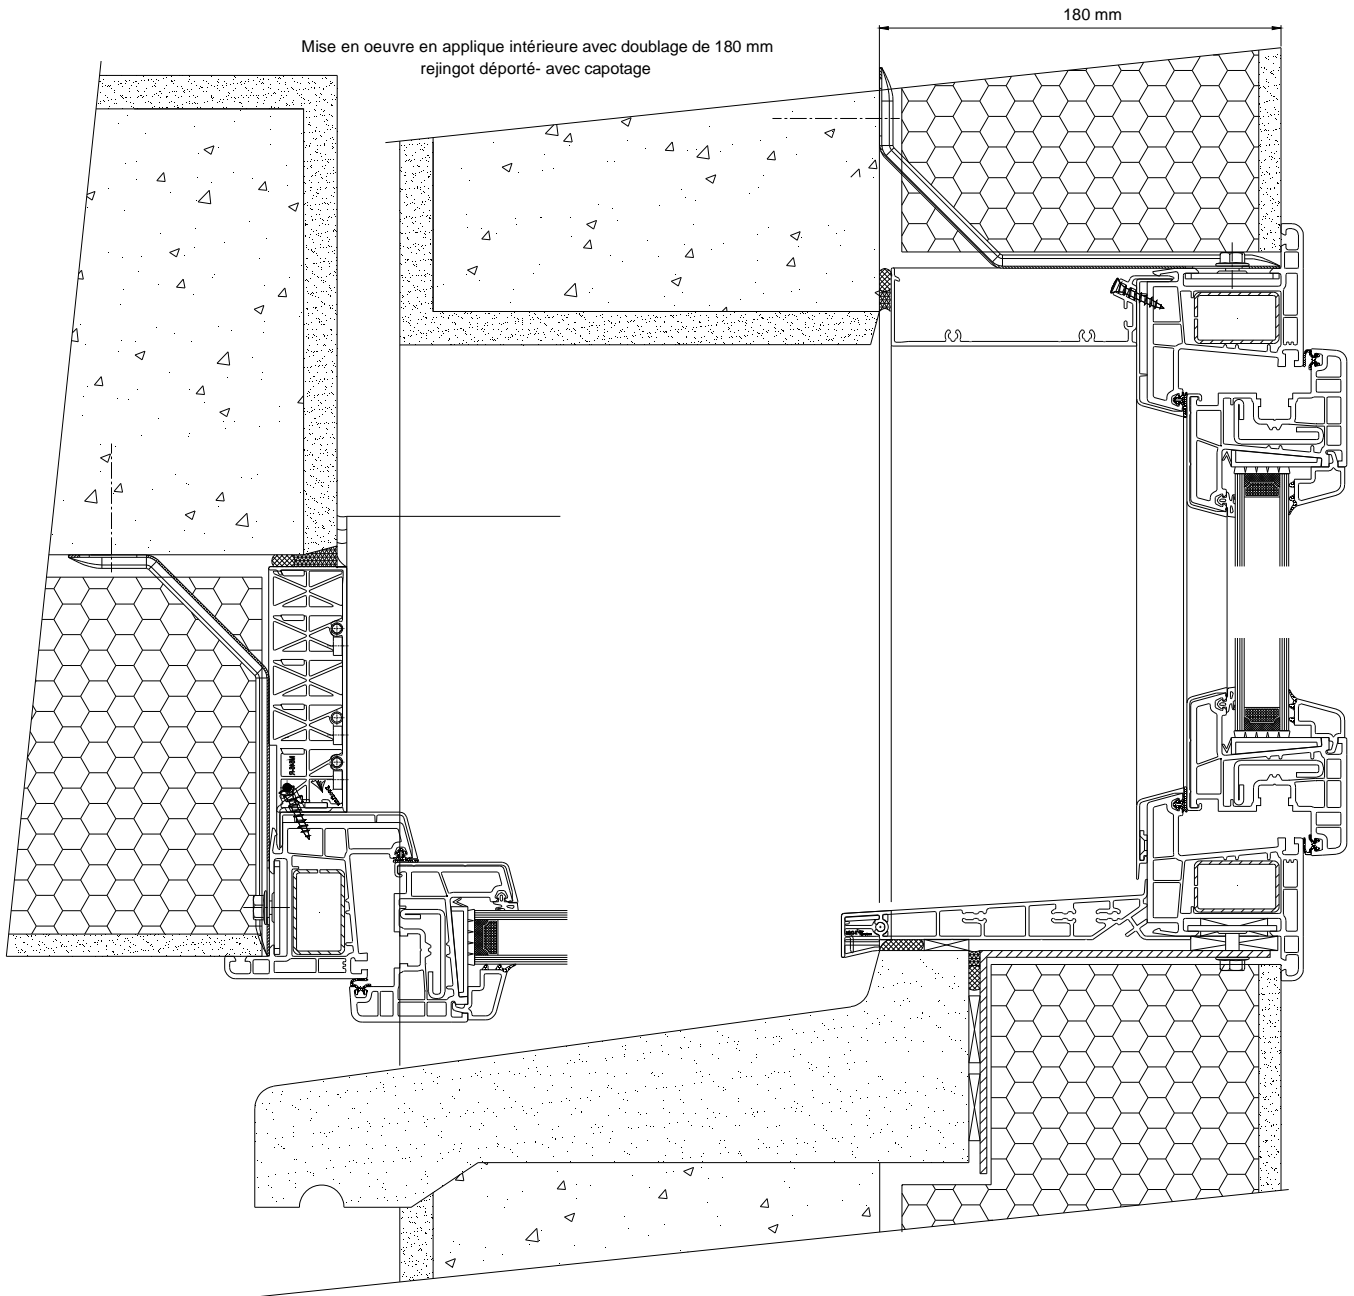 180 mm
Mise en oeuvre en applique intérieure avec doublage de 180 mm
rejingot déporté- avec capotage